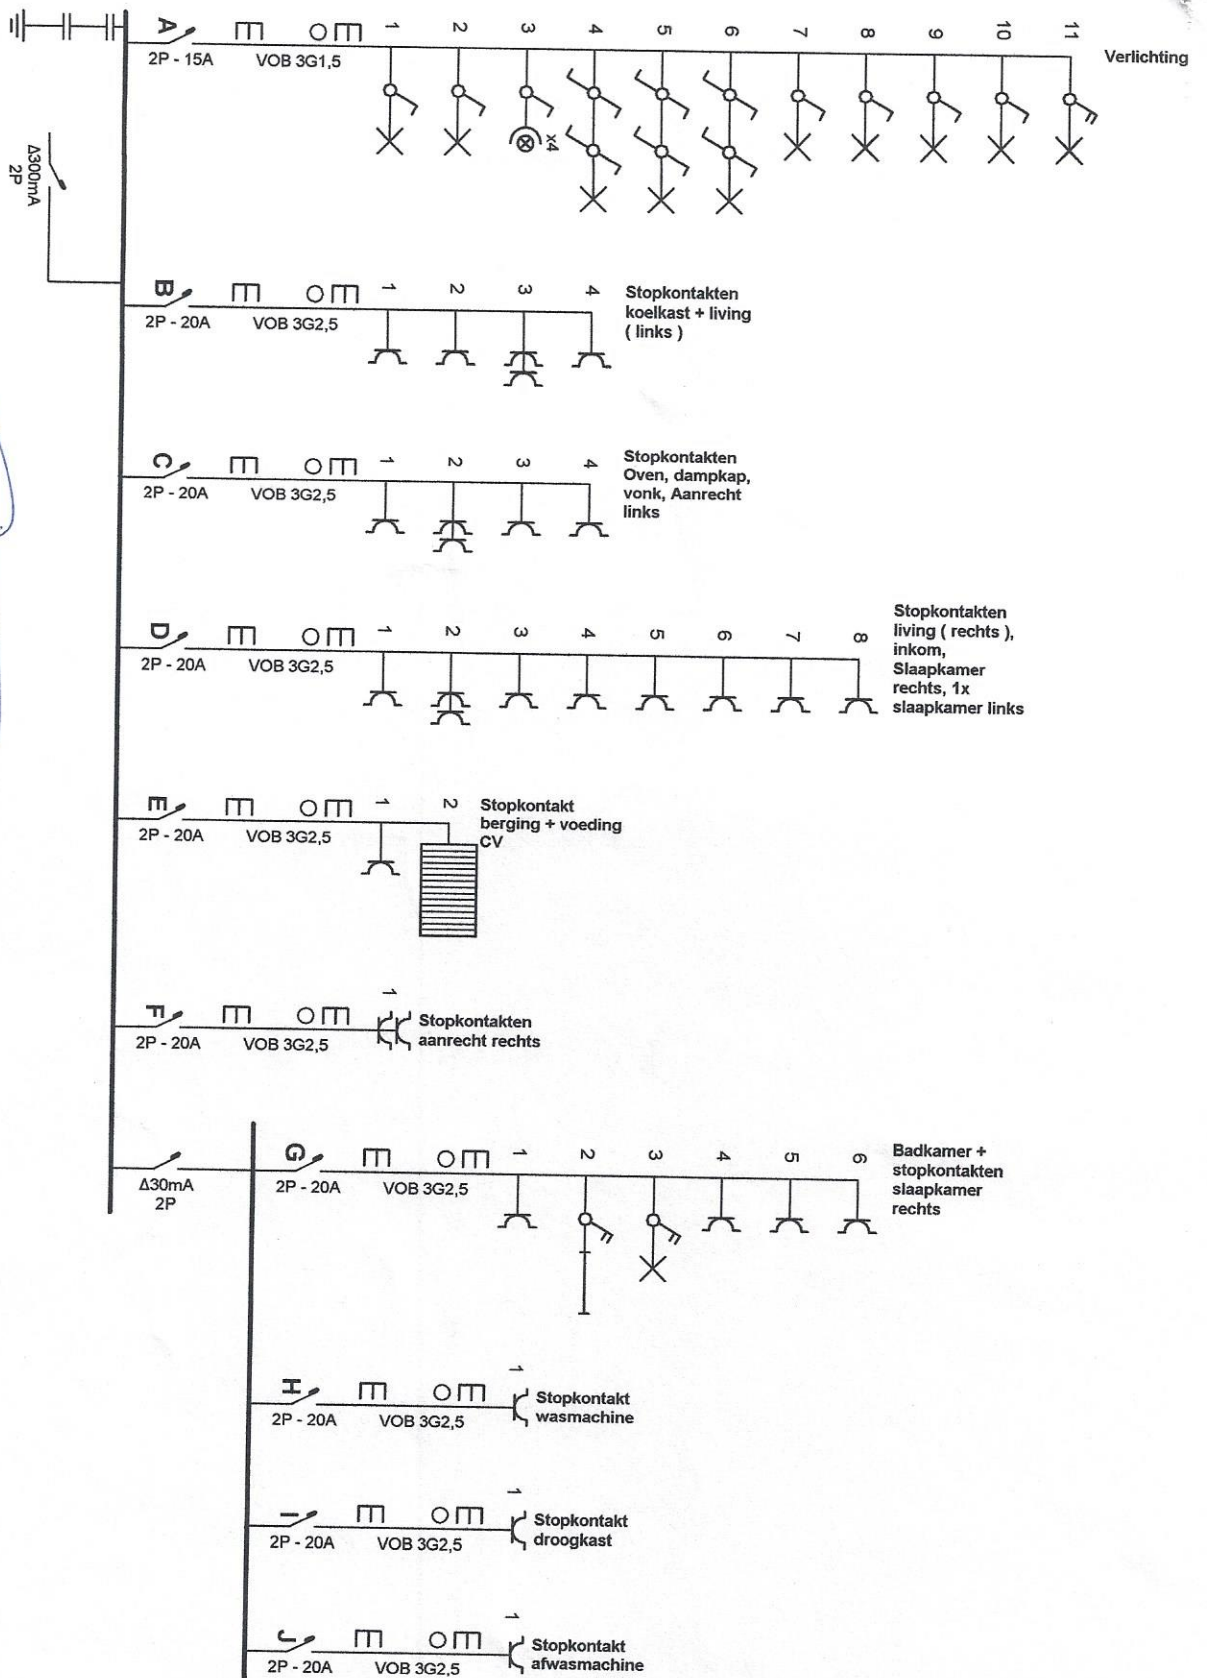 A
1
2
3
4
5
6
7
8
9
10
11
Verlichting
2P - 15A
VOB 3G1,5
x4
Δ300mA
2P
B
1
2
3
4
Stopkontakten
koelkast + living
( links )
2P - 20A
VOB 3G2,5
C
1
2
3
4
Stopkontakten
Oven, dampkap,
vonk, Aanrecht
links
2P - 20A
VOB 3G2,5
D
1
2
3
4
5
6
7
8
Stopkontakten
living ( rechts ),
inkom,
Slaapkamer
rechts, 1x
slaapkamer links
2P - 20A
VOB 3G2,5
E
1
2
Stopkontakt
berging + voeding
CV
2P - 20A
VOB 3G2,5
F
1
Stopkontakten
aanrecht rechts
2P - 20A
VOB 3G2,5
Δ30mA
2P
G
1
2
3
4
5
6
Badkamer +
stopkontakten
slaapkamer
rechts
2P - 20A
VOB 3G2,5
H
1
Stopkontakt
wasmachine
2P - 20A
VOB 3G2,5
I
1
Stopkontakt
droogkast
2P - 20A
VOB 3G2,5
J
1
Stopkontakt
afwasmachine
2P - 20A
VOB 3G2,5